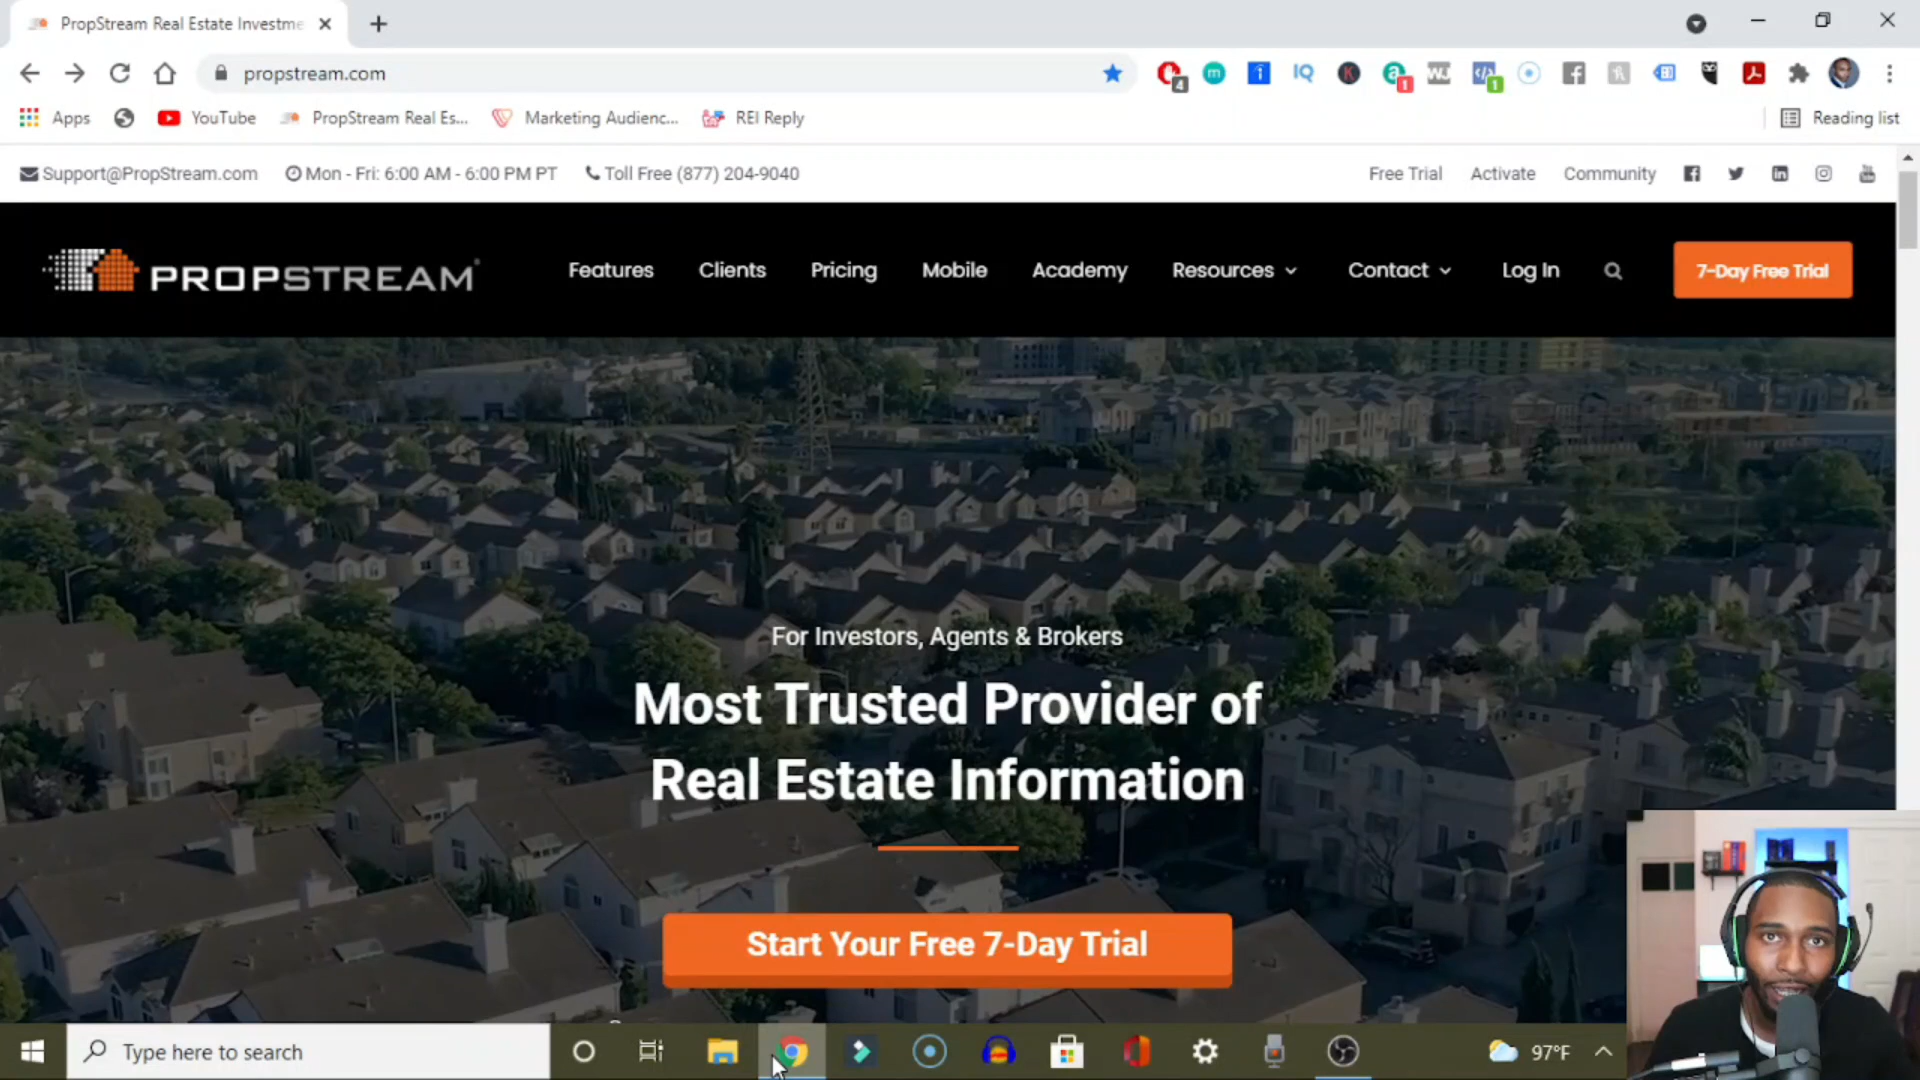 PropStream Real Estate Investme
propstream.com
4
1
1
Apps
YouTube
PropStream Real Es...
Marketing Audienc...
REI Reply
Reading list
Support@PropStream.com
Mon - Fri: 6:00 AM - 6:00 PM PT
Toll Free (877) 204-9040
Free Trial
Activate
Community
PROPSTREAM
Features
Clients
Pricing
Mobile
Academy
Resources
Contact
Log In
7-Day Free Trial
For Investors, Agents & Brokers
Most Trusted Provider of
Real Estate Information
Start Your Free 7-Day Trial
Type here to search
97°F